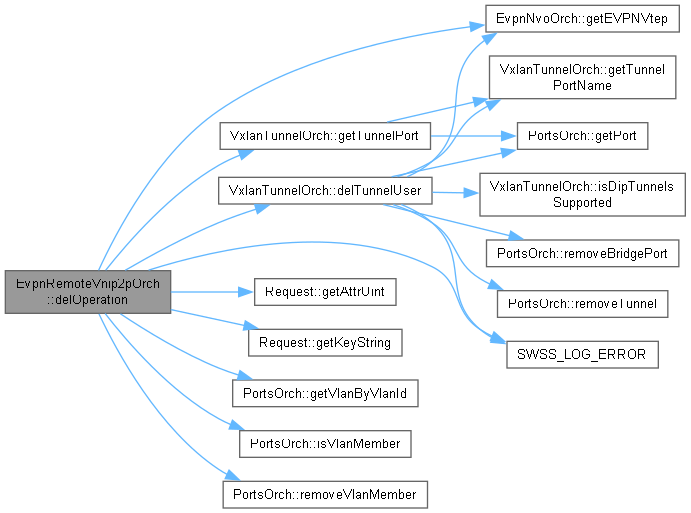 EvpnNvoOrch::getEVPNVtep
VxlanTunnelOrch::getTunnel
PortName
VxlanTunnelOrch::getTunnelPort
PortsOrch::getPort
VxlanTunnelOrch::delTunnelUser
VxlanTunnelOrch::isDipTunnels
Supported
PortsOrch::removeBridgePort
EvpnRemoteVnip2pOrch
::delOperation
Request::getAttrUint
PortsOrch::removeTunnel
Request::getKeyString
SWSS_LOG_ERROR
PortsOrch::getVlanByVlanId
PortsOrch::isVlanMember
PortsOrch::removeVlanMember